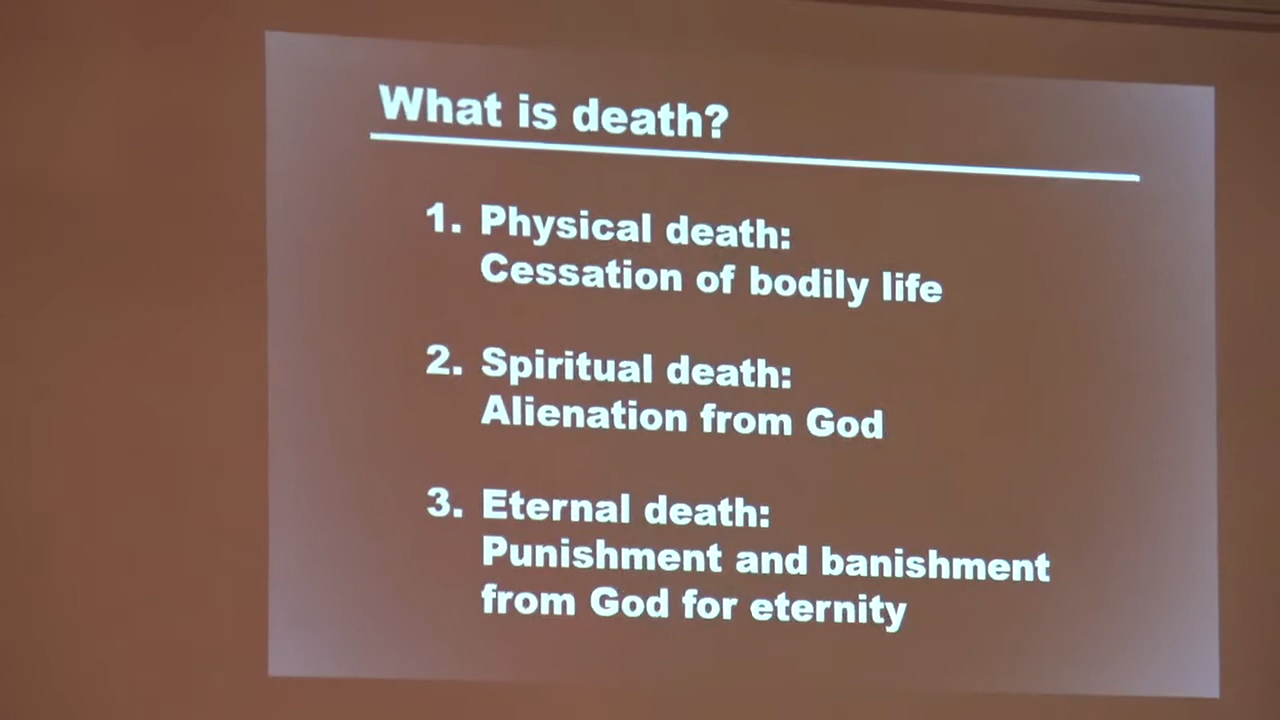 What is death?
1. Physical death:
Cessation of bodily life
2. Spiritual death:
Alienation from God
3. Eternal death:
Punishment and banishment
from God for eternity